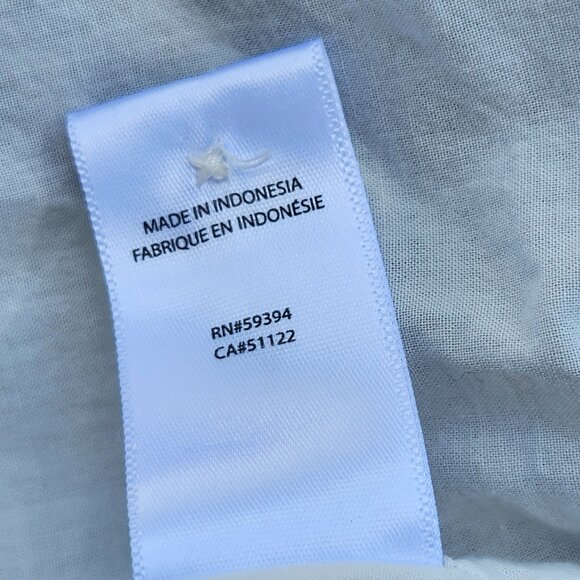 MADE IN INDONESIA
FABRIQUE EN INDONÉSIE
RN#59394
CA#51122